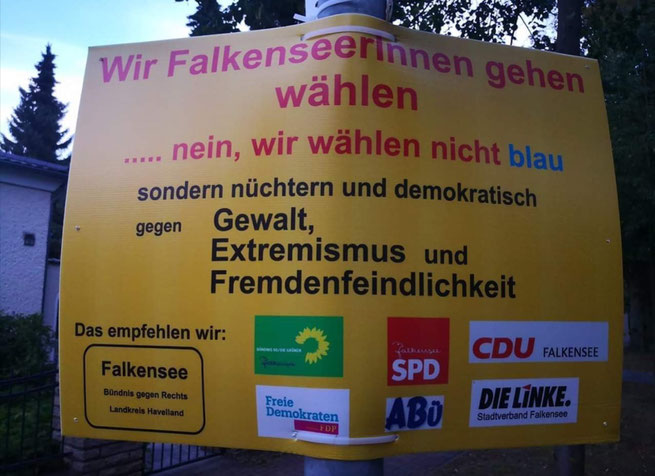 Wir FalkenseerInnen gehen
wählen
..... nein, wir wählen nicht blau
sondern nüchtern und demokratisch
gegen Gewalt,
Extremismus und
Fremdenfeindlichkeit
Das empfehlen wir:
Falkensee
Bündnis gegen Rechts
Landkreis Havelland
BÜNDNIS 90/DIE GRÜNEN
Falkensee
Falkensee
SPD
CDU FALKENSEE
Freie
Demokraten
FDP
ABü
DIE LINKE.
Stadtverband Falkensee